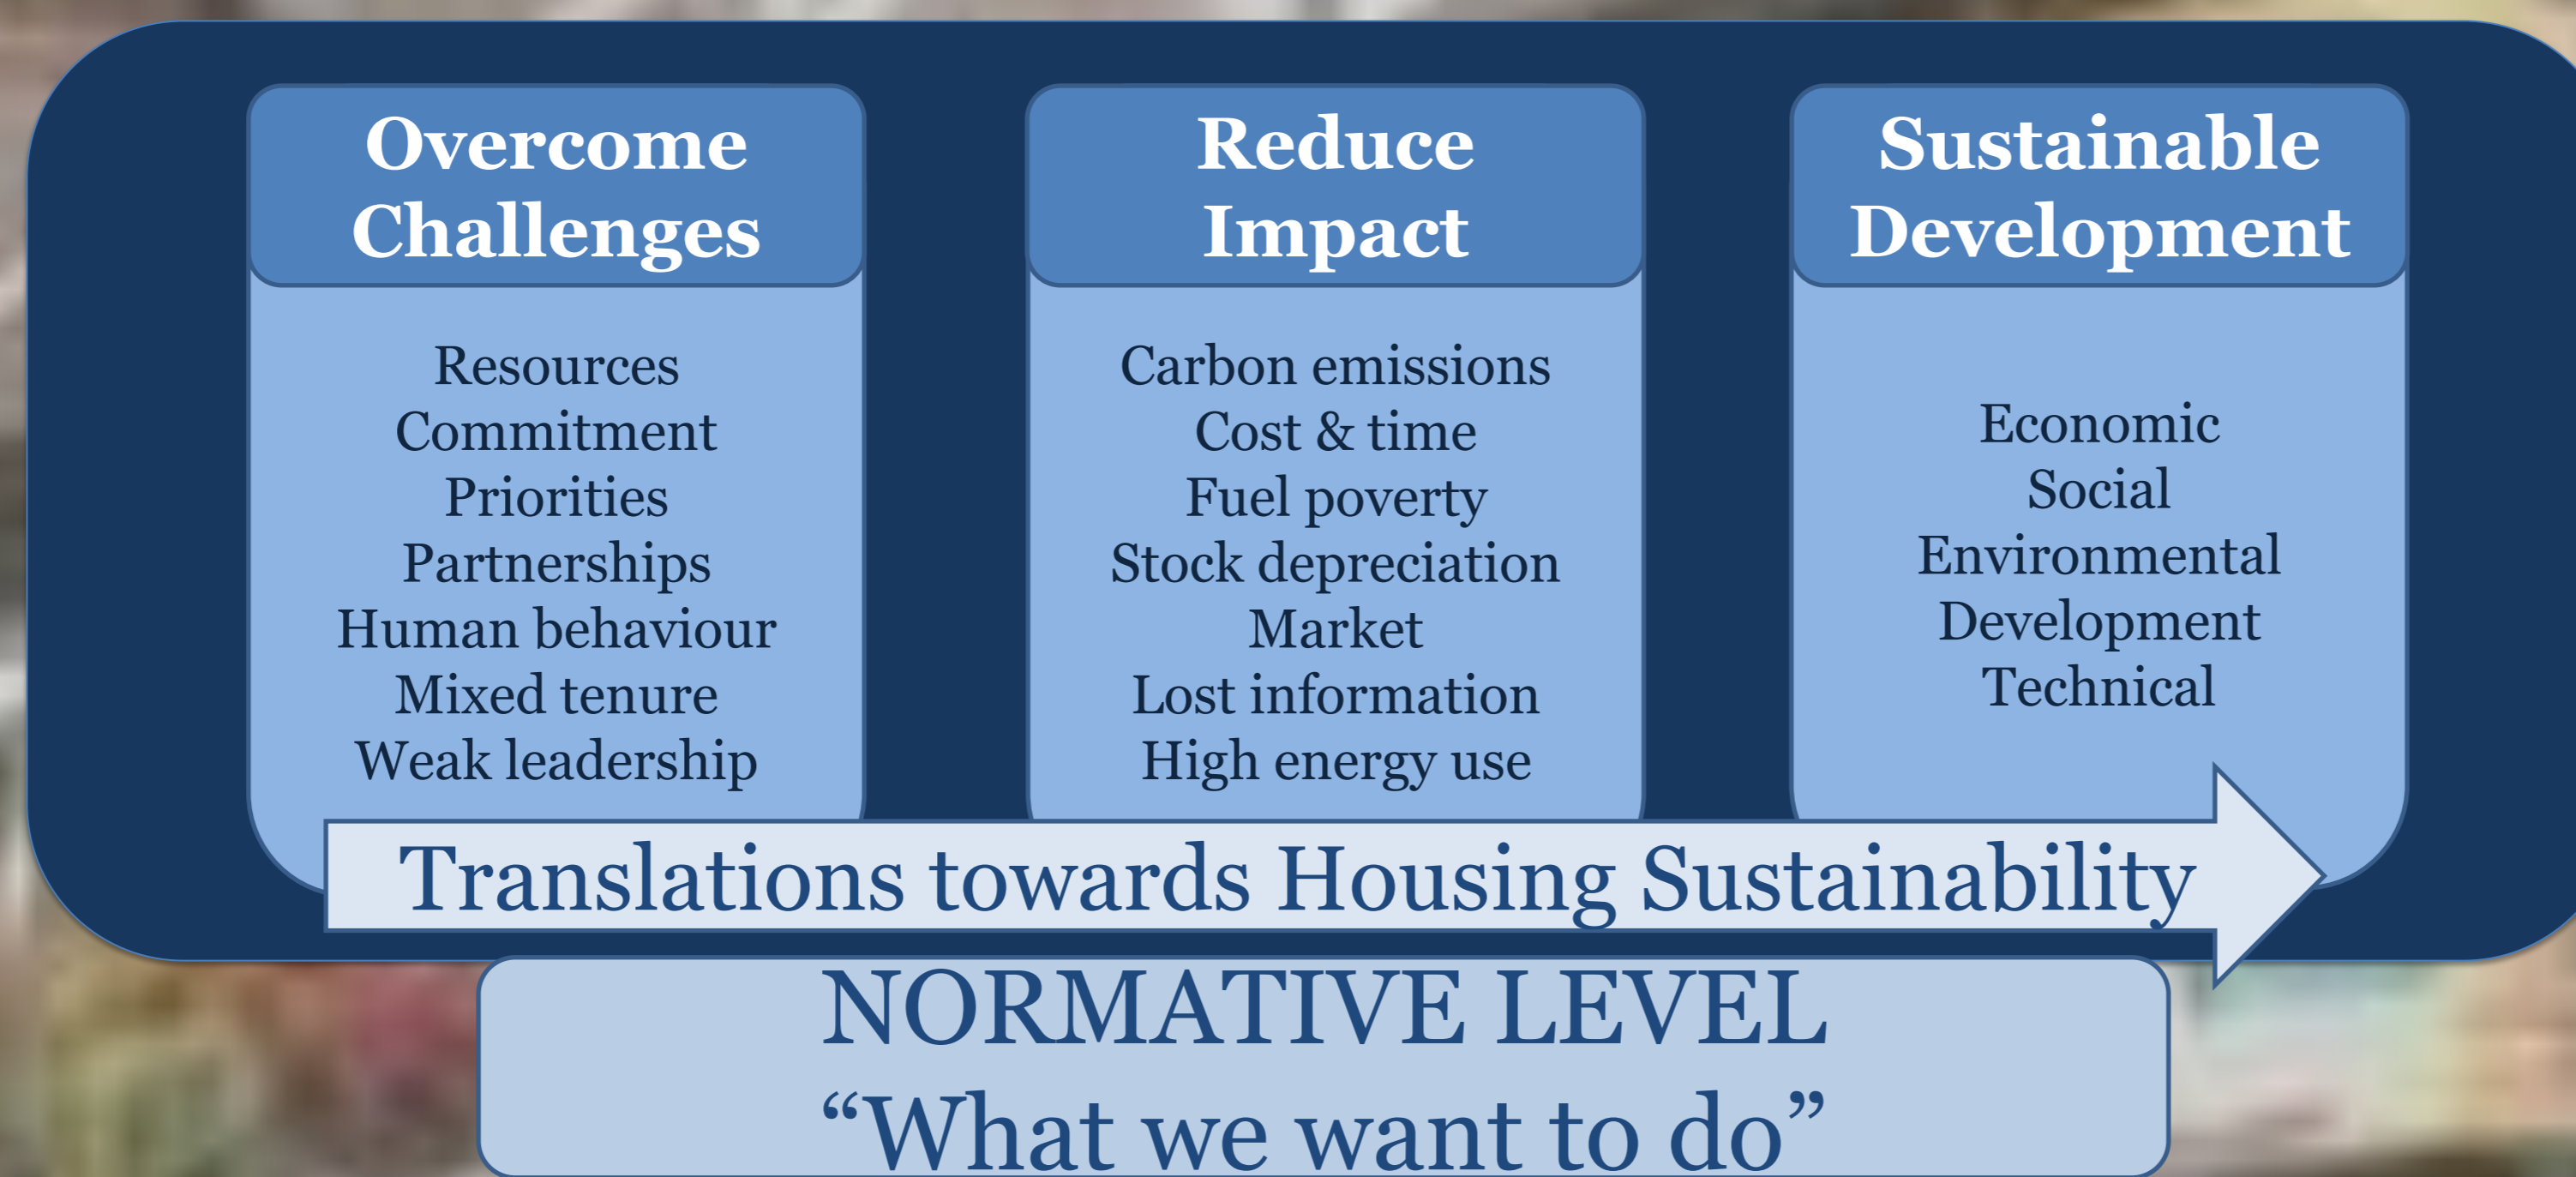 Overcome
Challenges
Resources
Commitment
Priorities
Partnerships
Human behaviour
Mixed tenure
Weak leadership
Reduce
Impact
Carbon emissions
Cost & time
Fuel poverty
Stock depreciation
Market
Lost information
High energy use
Sustainable
Development
Economic
Social
Environmental
Development
Technical
Translations towards Housing Sustainability
NORMATIVE LEVEL
“What we want to do”